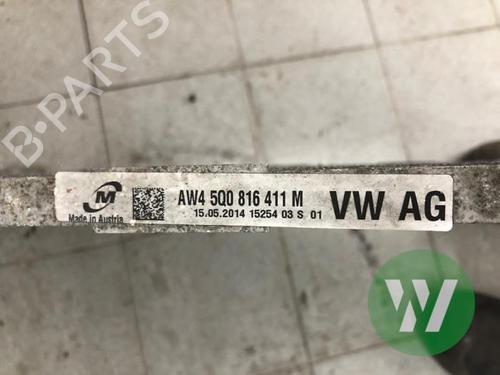 B-PARTS
M
Made in Austria
AW4 5Q0 816 411 M
15.05.2014 15254 03 S 01
VW AG
W